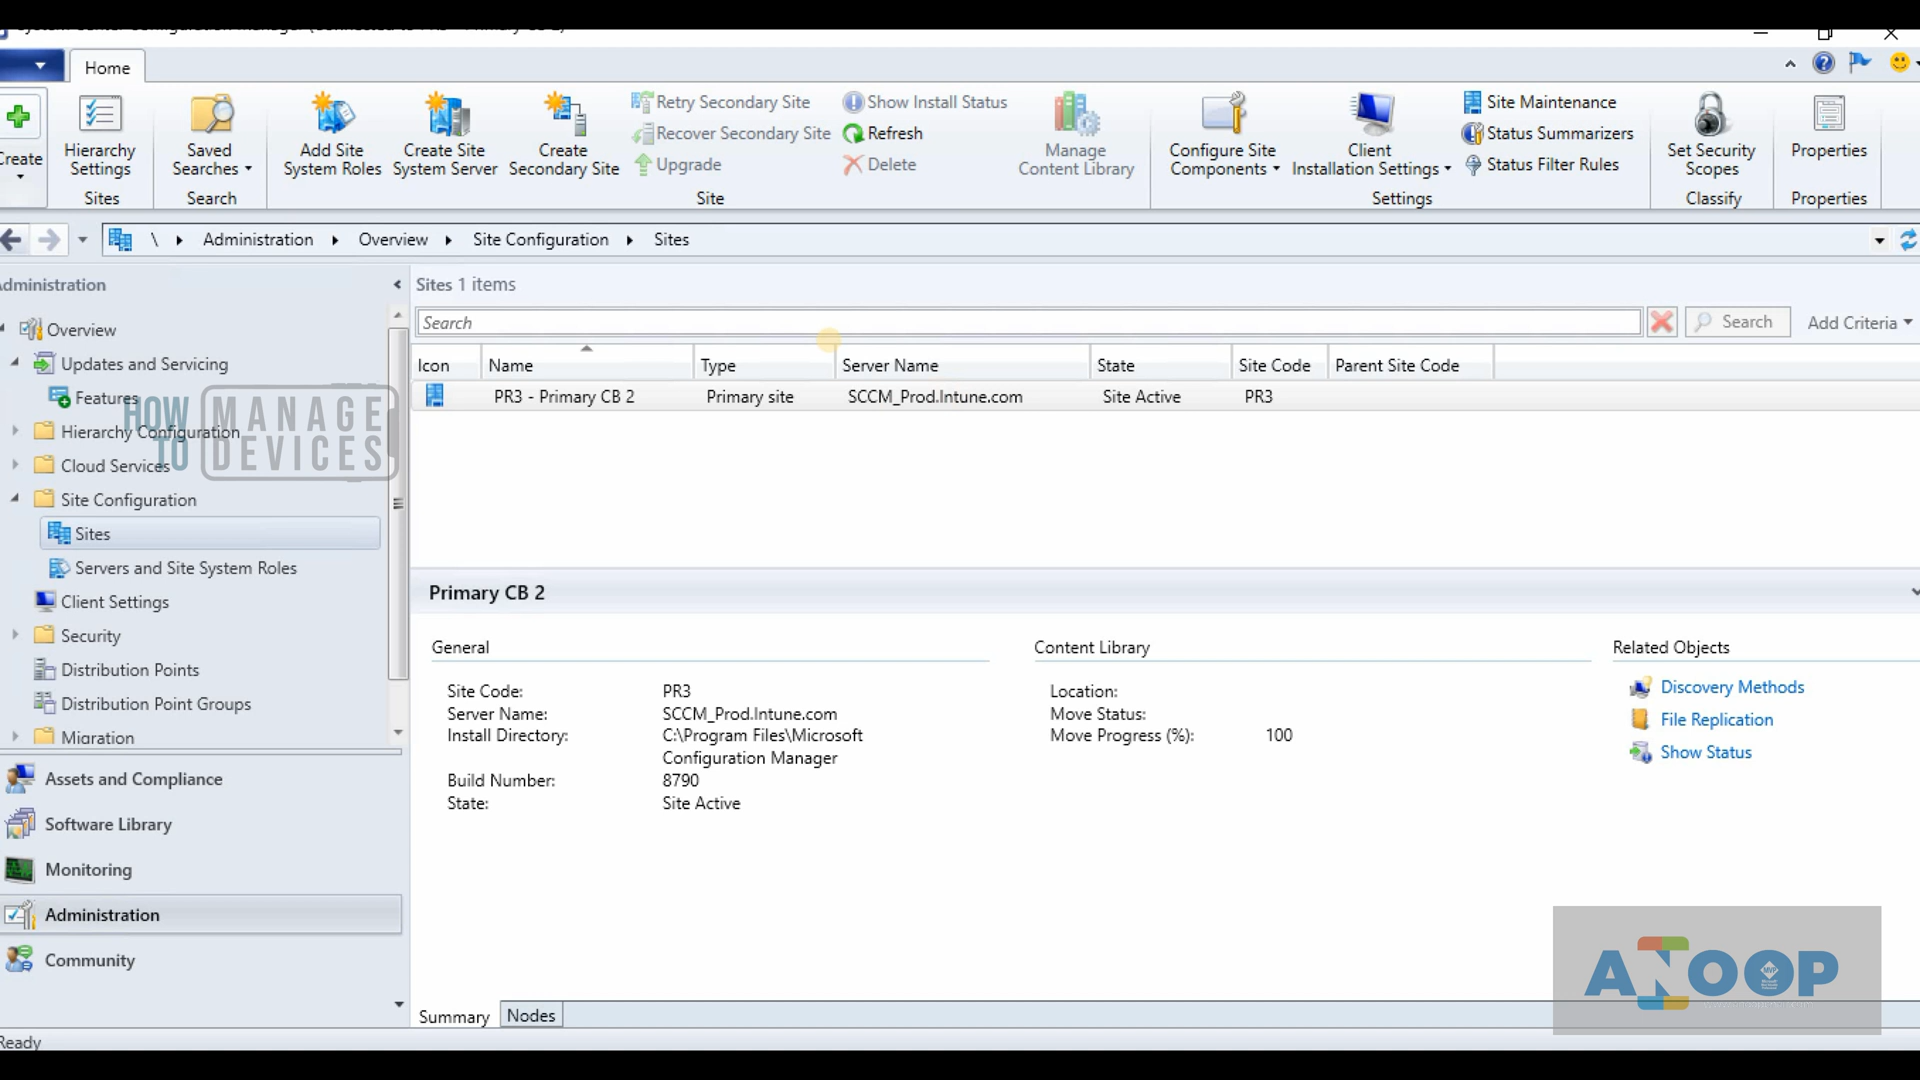 Home
Create
Hierarchy
Settings
Sites
Saved
Searches
Search
Add Site
System Roles
Create Site
System Server
Create
Secondary Site
Retry Secondary Site
Recover Secondary Site
Upgrade
Show Install Status
Refresh
Delete
Manage
Content Library
Site
Configure Site
Components
Client
Installation Settings
Site Maintenance
Status Summarizers
Status Filter Rules
Settings
Set Security
Scopes
Classify
Properties
Properties
\ Administration Overview Site Configuration Sites
Administration
Overview
Updates and Servicing
Features
Hierarchy Configuration
Cloud Services
Site Configuration
Sites
Servers and Site System Roles
Client Settings
Security
Distribution Points
Distribution Point Groups
Migration
HOW TO
MANAGE
DEVICES
Assets and Compliance
Software Library
Monitoring
Administration
Community
Ready
Sites 1 items
Search
Search Add Criteria
Icon Name Type Server Name State Site Code Parent Site Code
PR3 - Primary CB 2 Primary site SCCM_Prod.Intune.com Site Active PR3
Primary CB 2
General
Site Code: PR3
Server Name: SCCM_Prod.Intune.com
Install Directory: C:\Program Files\Microsoft
Configuration Manager
Build Number: 8790
State: Site Active
Content Library
Location:
Move Status:
Move Progress (%): 100
Related Objects
Discovery Methods
File Replication
Show Status
Summary Nodes
ANOOP
MVP